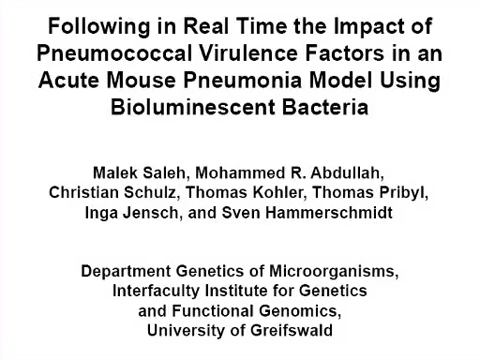 Following in Real Time the Impact of
Pneumococcal Virulence Factors in an
Acute Mouse Pneumonia Model Using
Bioluminescent Bacteria
Malek Saleh, Mohammed R. Abdullah,
Christian Schulz, Thomas Kohler, Thomas Pribyl,
Inga Jensch, and Sven Hammerschmidt
Department Genetics of Microorganisms,
Interfaculty Institute for Genetics
and Functional Genomics,
University of Greifswald